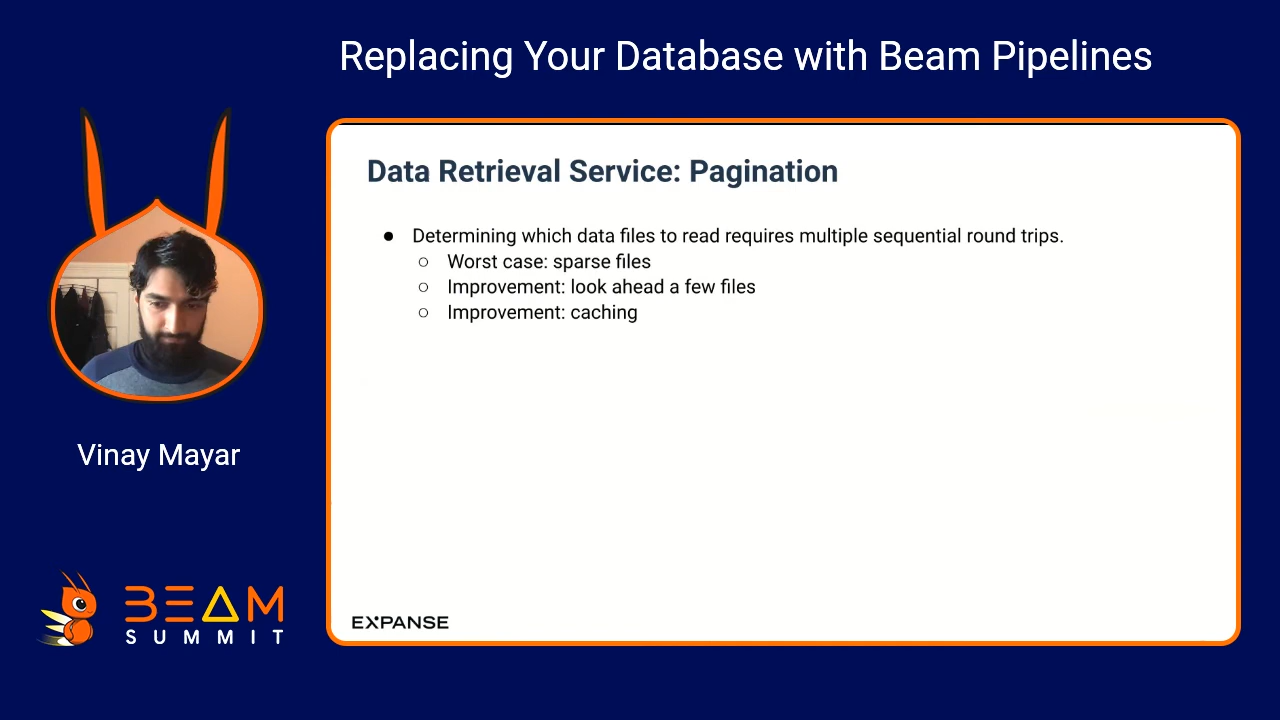 Replacing Your Database with Beam Pipelines
Data Retrieval Service: Pagination
● Determining which data files to read requires multiple sequential round trips.
○ Worst case: sparse files
○ Improvement: look ahead a few files
○ Improvement: caching
Vinay Mayar
BEAM
SUMMIT
EXPANSE